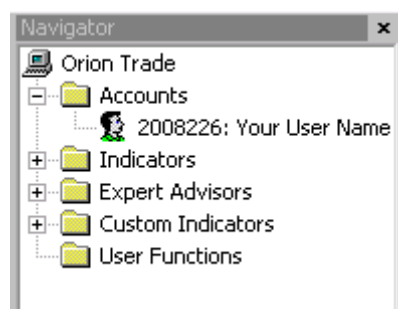 Navigator
Orion Trade
Accounts
2008226: Your User Name
Indicators
Expert Advisors
Custom Indicators
User Functions